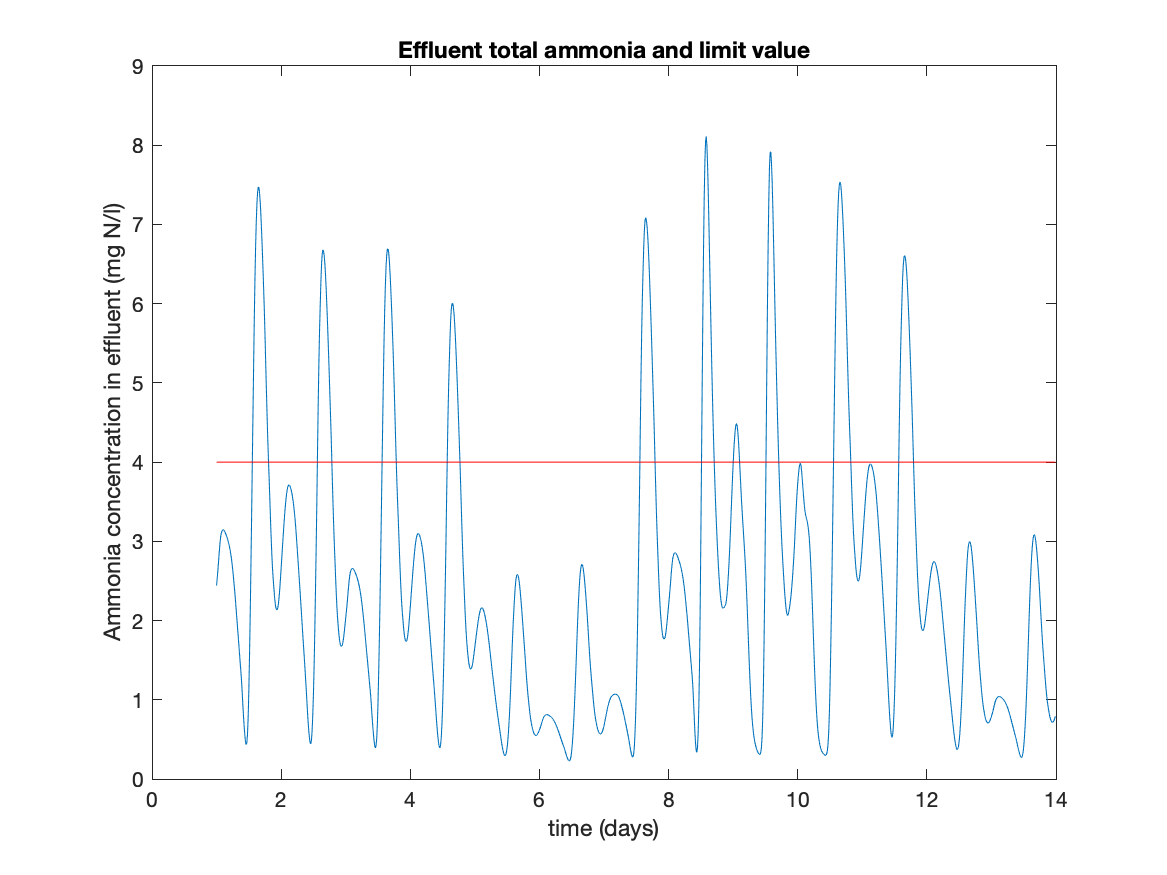 Effluent total ammonia and limit value
Ammonia concentration in effluent (mg N/l)
9
8
7
6
5
4
3
2
1
0
0 2 4 6 8 10 12 14
time (days)